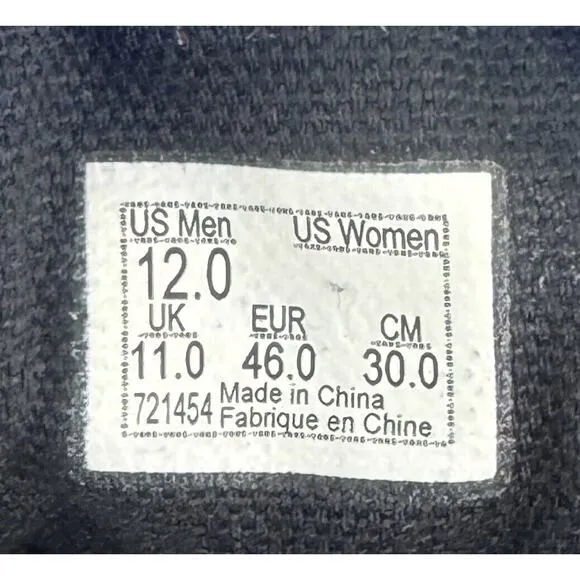 US Men US Women
12.0
UK EUR CM
11.0 46.0 30.0
721454 Made in China
Fabrique en Chine